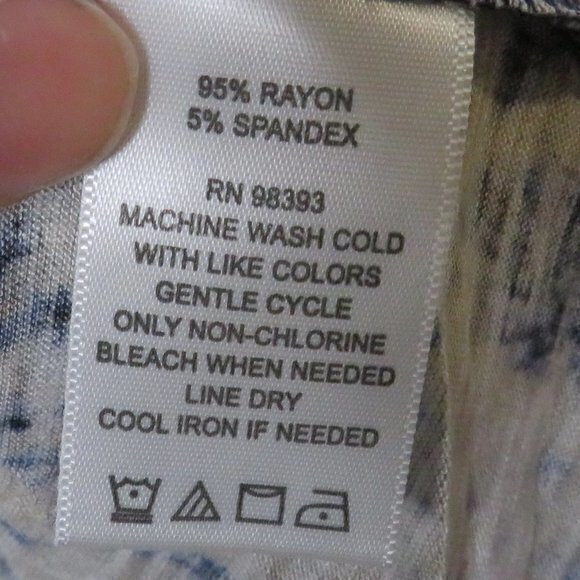 95% RAYON
5% SPANDEX
RN 98393
MACHINE WASH COLD
WITH LIKE COLORS
GENTLE CYCLE
ONLY NON-CHLORINE
BLEACH WHEN NEEDED
LINE DRY
COOL IRON IF NEEDED